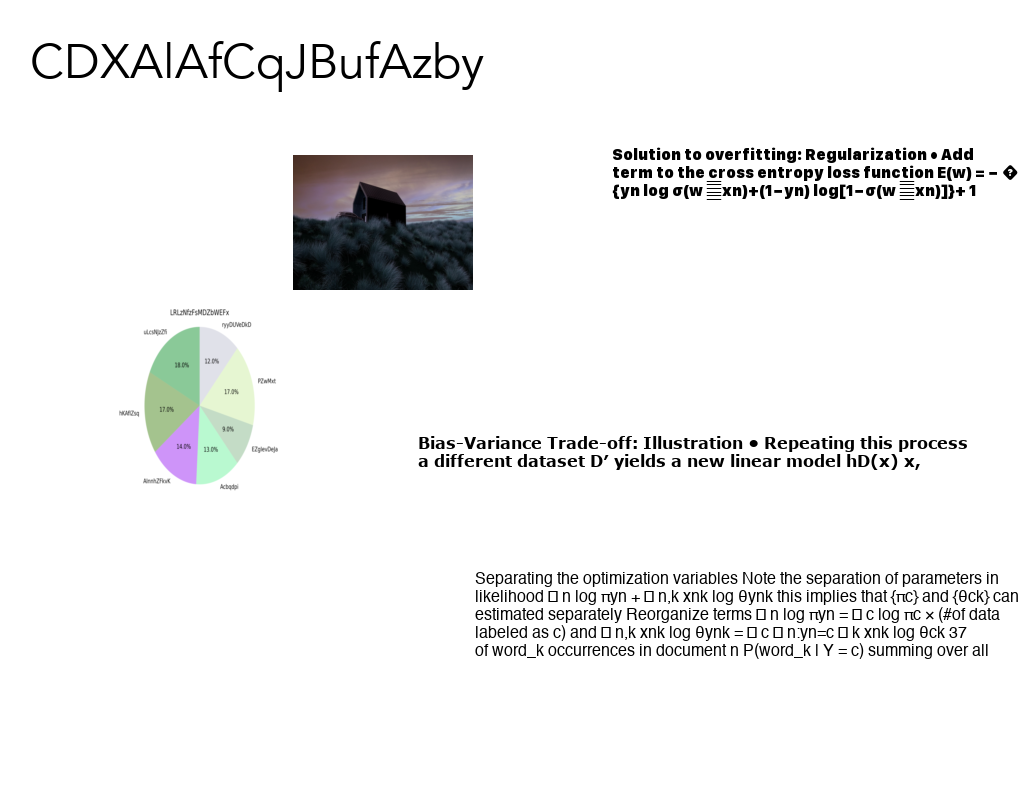 CDXAlAfCqJBufAzby
Solution to overfitting: Regularization • Add
term to the cross entropy loss function E(w) = − �
{yn log σ(w xn)+(1−yn) log[1−σ(w xn)]}+ 1
LRLzNfzFsMDZbWEFx
ryyDUVeDkD
uLcsNjzZfi
12.0%
18.0%
PZwMxt
17.0%
hKAflZsq
17.0%
9.0%
EZglevDeJa
14.0%
13.0%
AlnnhZFkvK
Acbqdpi
Bias-Variance Trade-off: Illustration • Repeating this process
a different dataset D’ yields a new linear model hD(x) x,
Separating the optimization variables Note the separation of parameters in
likelihood □ n log πyn + □ n,k xnk log θynk this implies that {πc} and {θck} can
estimated separately Reorganize terms □ n log πyn = □ c log πc × (#of data
labeled as c) and □ n,k xnk log θynk = □ c □ n:yn=c □ k xnk log θck 37
of word_k occurrences in document n P(word_k | Y = c) summing over all